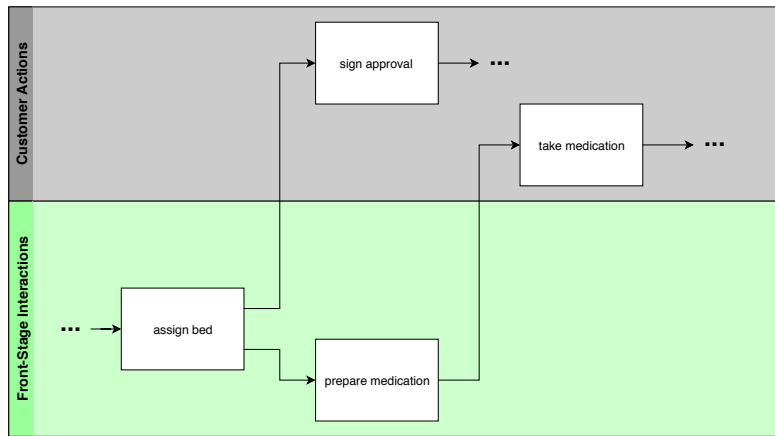 Customer Actions
sign approval
...
take medication
...
Front-Stage Interactions
...
assign bed
prepare medication